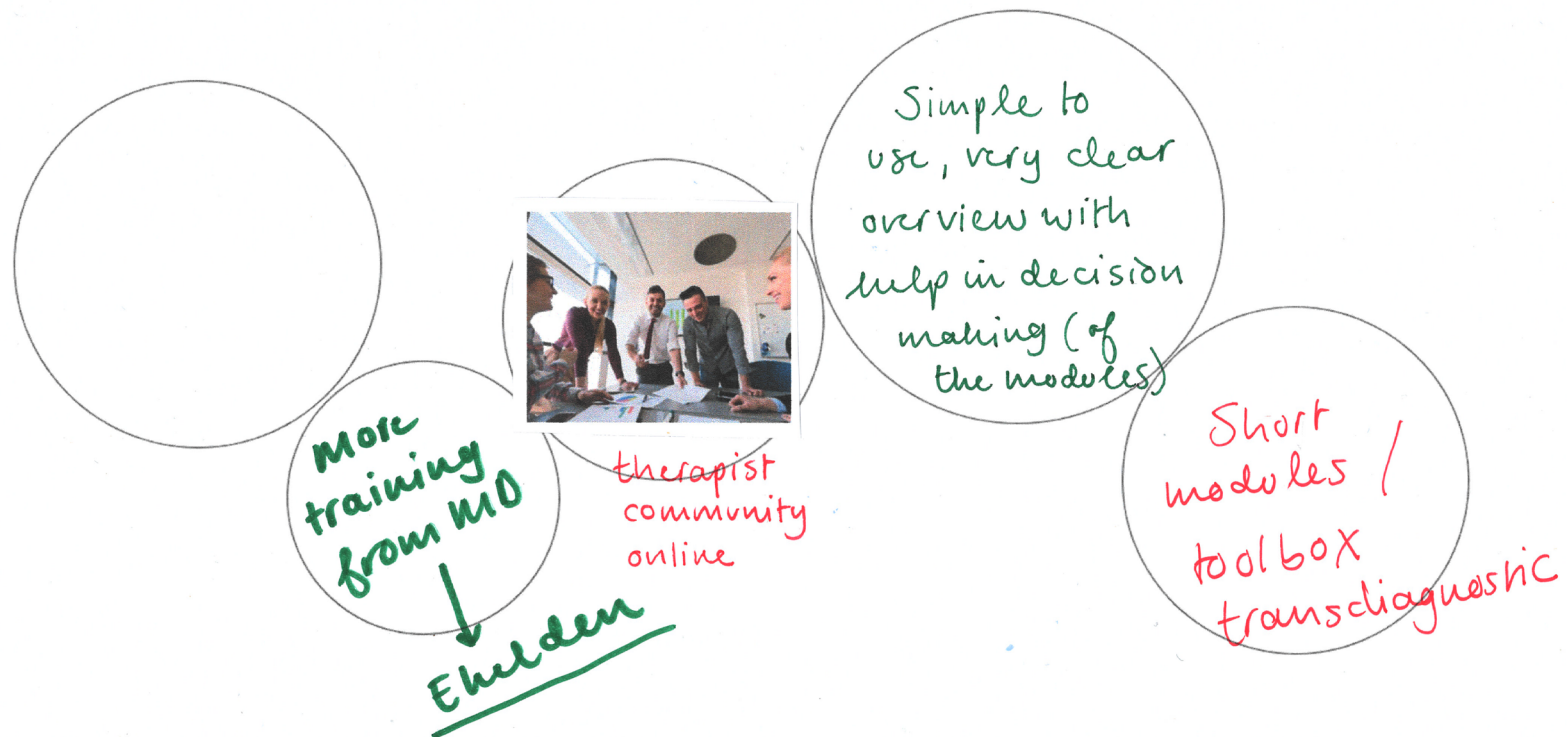 More
training
from MD
Ehelden
therapist
community
online
Simple to
use, very clear
overview with
help in decision
making (of
the modules)
Short
modules /
toolbox
transdiagnostic